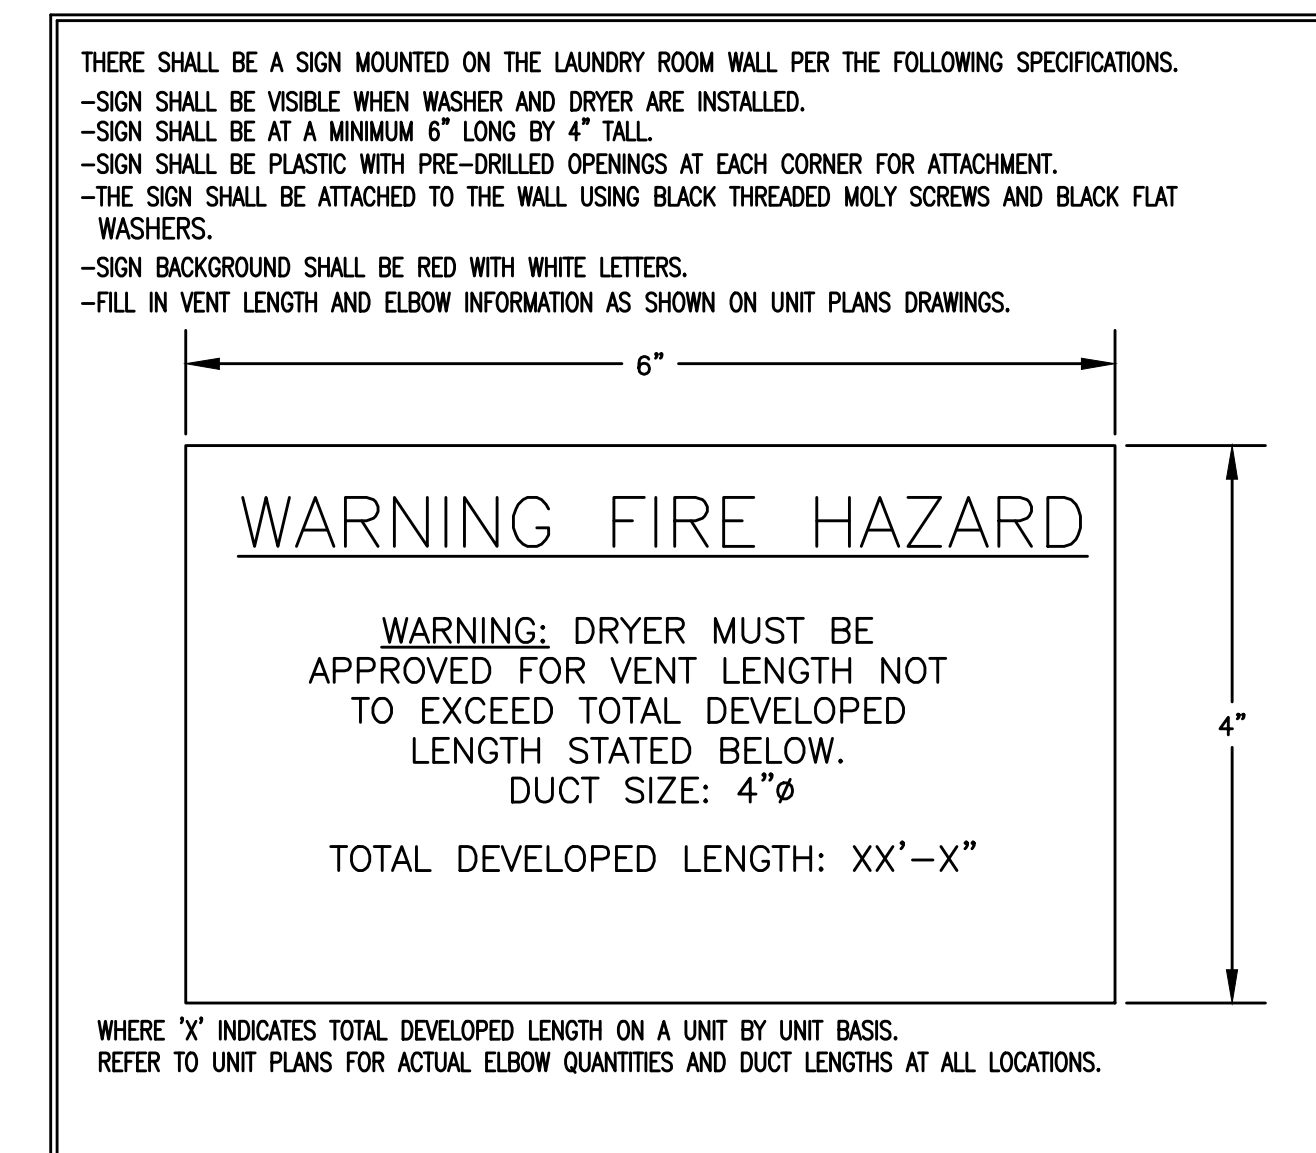 THERE SHALL BE A SIGN MOUNTED ON THE LAUNDRY ROOM WALL PER THE FOLLOWING SPECIFICATIONS.
-SIGN SHALL BE VISIBLE WHEN WASHER AND DRYER ARE INSTALLED.
-SIGN SHALL BE AT A MINIMUM 6" LONG BY 4" TALL.
-SIGN SHALL BE PLASTIC WITH PRE-DRILLED OPENINGS AT EACH CORNER FOR ATTACHMENT.
-THE SIGN SHALL BE ATTACHED TO THE WALL USING BLACK THREADED MOLY SCREWS AND BLACK FLAT
WASHERS.
-SIGN BACKGROUND SHALL BE RED WITH WHITE LETTERS.
-FILL IN VENT LENGTH AND ELBOW INFORMATION AS SHOWN ON UNIT PLANS DRAWINGS.
6"
WARNING FIRE HAZARD
WARNING: DRYER MUST BE
APPROVED FOR VENT LENGTH NOT
TO EXCEED TOTAL DEVELOPED
LENGTH STATED BELOW.
DUCT SIZE: 4"ø
TOTAL DEVELOPED LENGTH: XX'-X"
4"
WHERE 'X' INDICATES TOTAL DEVELOPED LENGTH ON A UNIT BY UNIT BASIS.
REFER TO UNIT PLANS FOR ACTUAL ELBOW QUANTITIES AND DUCT LENGTHS AT ALL LOCATIONS.